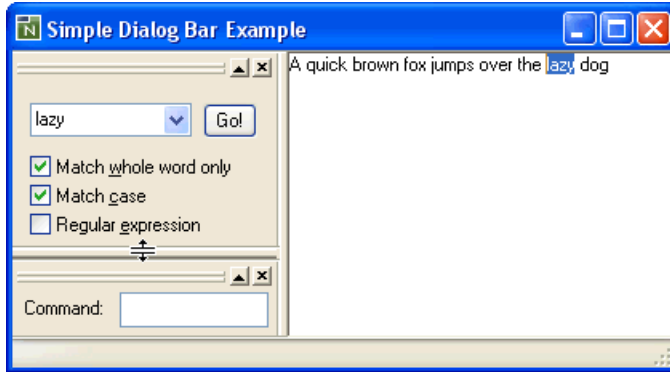 Simple Dialog Bar Example
lazy
Go!
Match whole word only
Match case
Regular expression
Command:
A quick brown fox jumps over the lazy dog